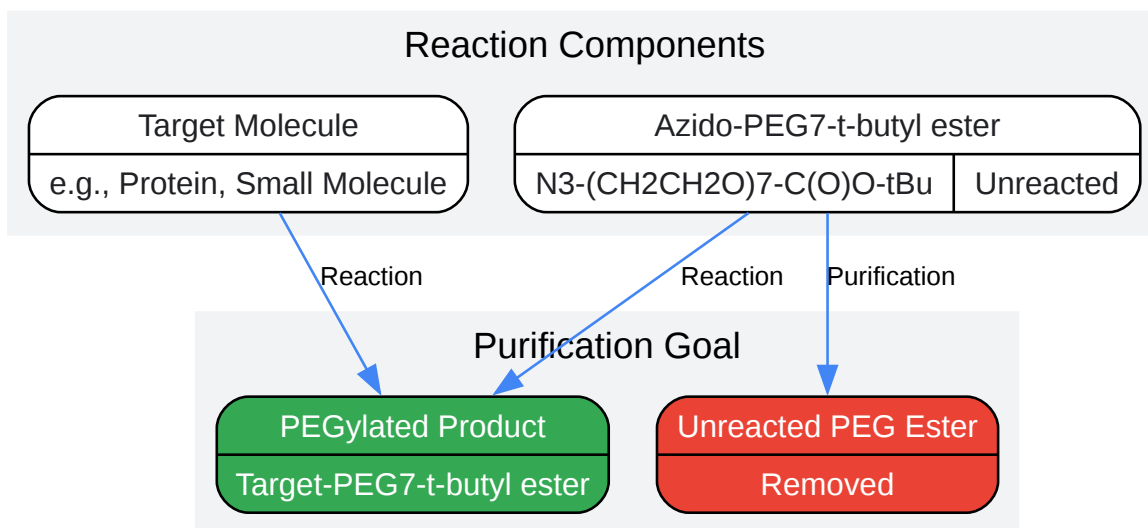 Reaction Components
Target Molecule
e.g., Protein, Small Molecule
Azido-PEG7-t-butyl ester
N3-(CH2CH2O)7-C(O)O-tBu
Unreacted
Reaction
Reaction
Purification
Purification Goal
PEGylated Product
Target-PEG7-t-butyl ester
Unreacted PEG Ester
Removed